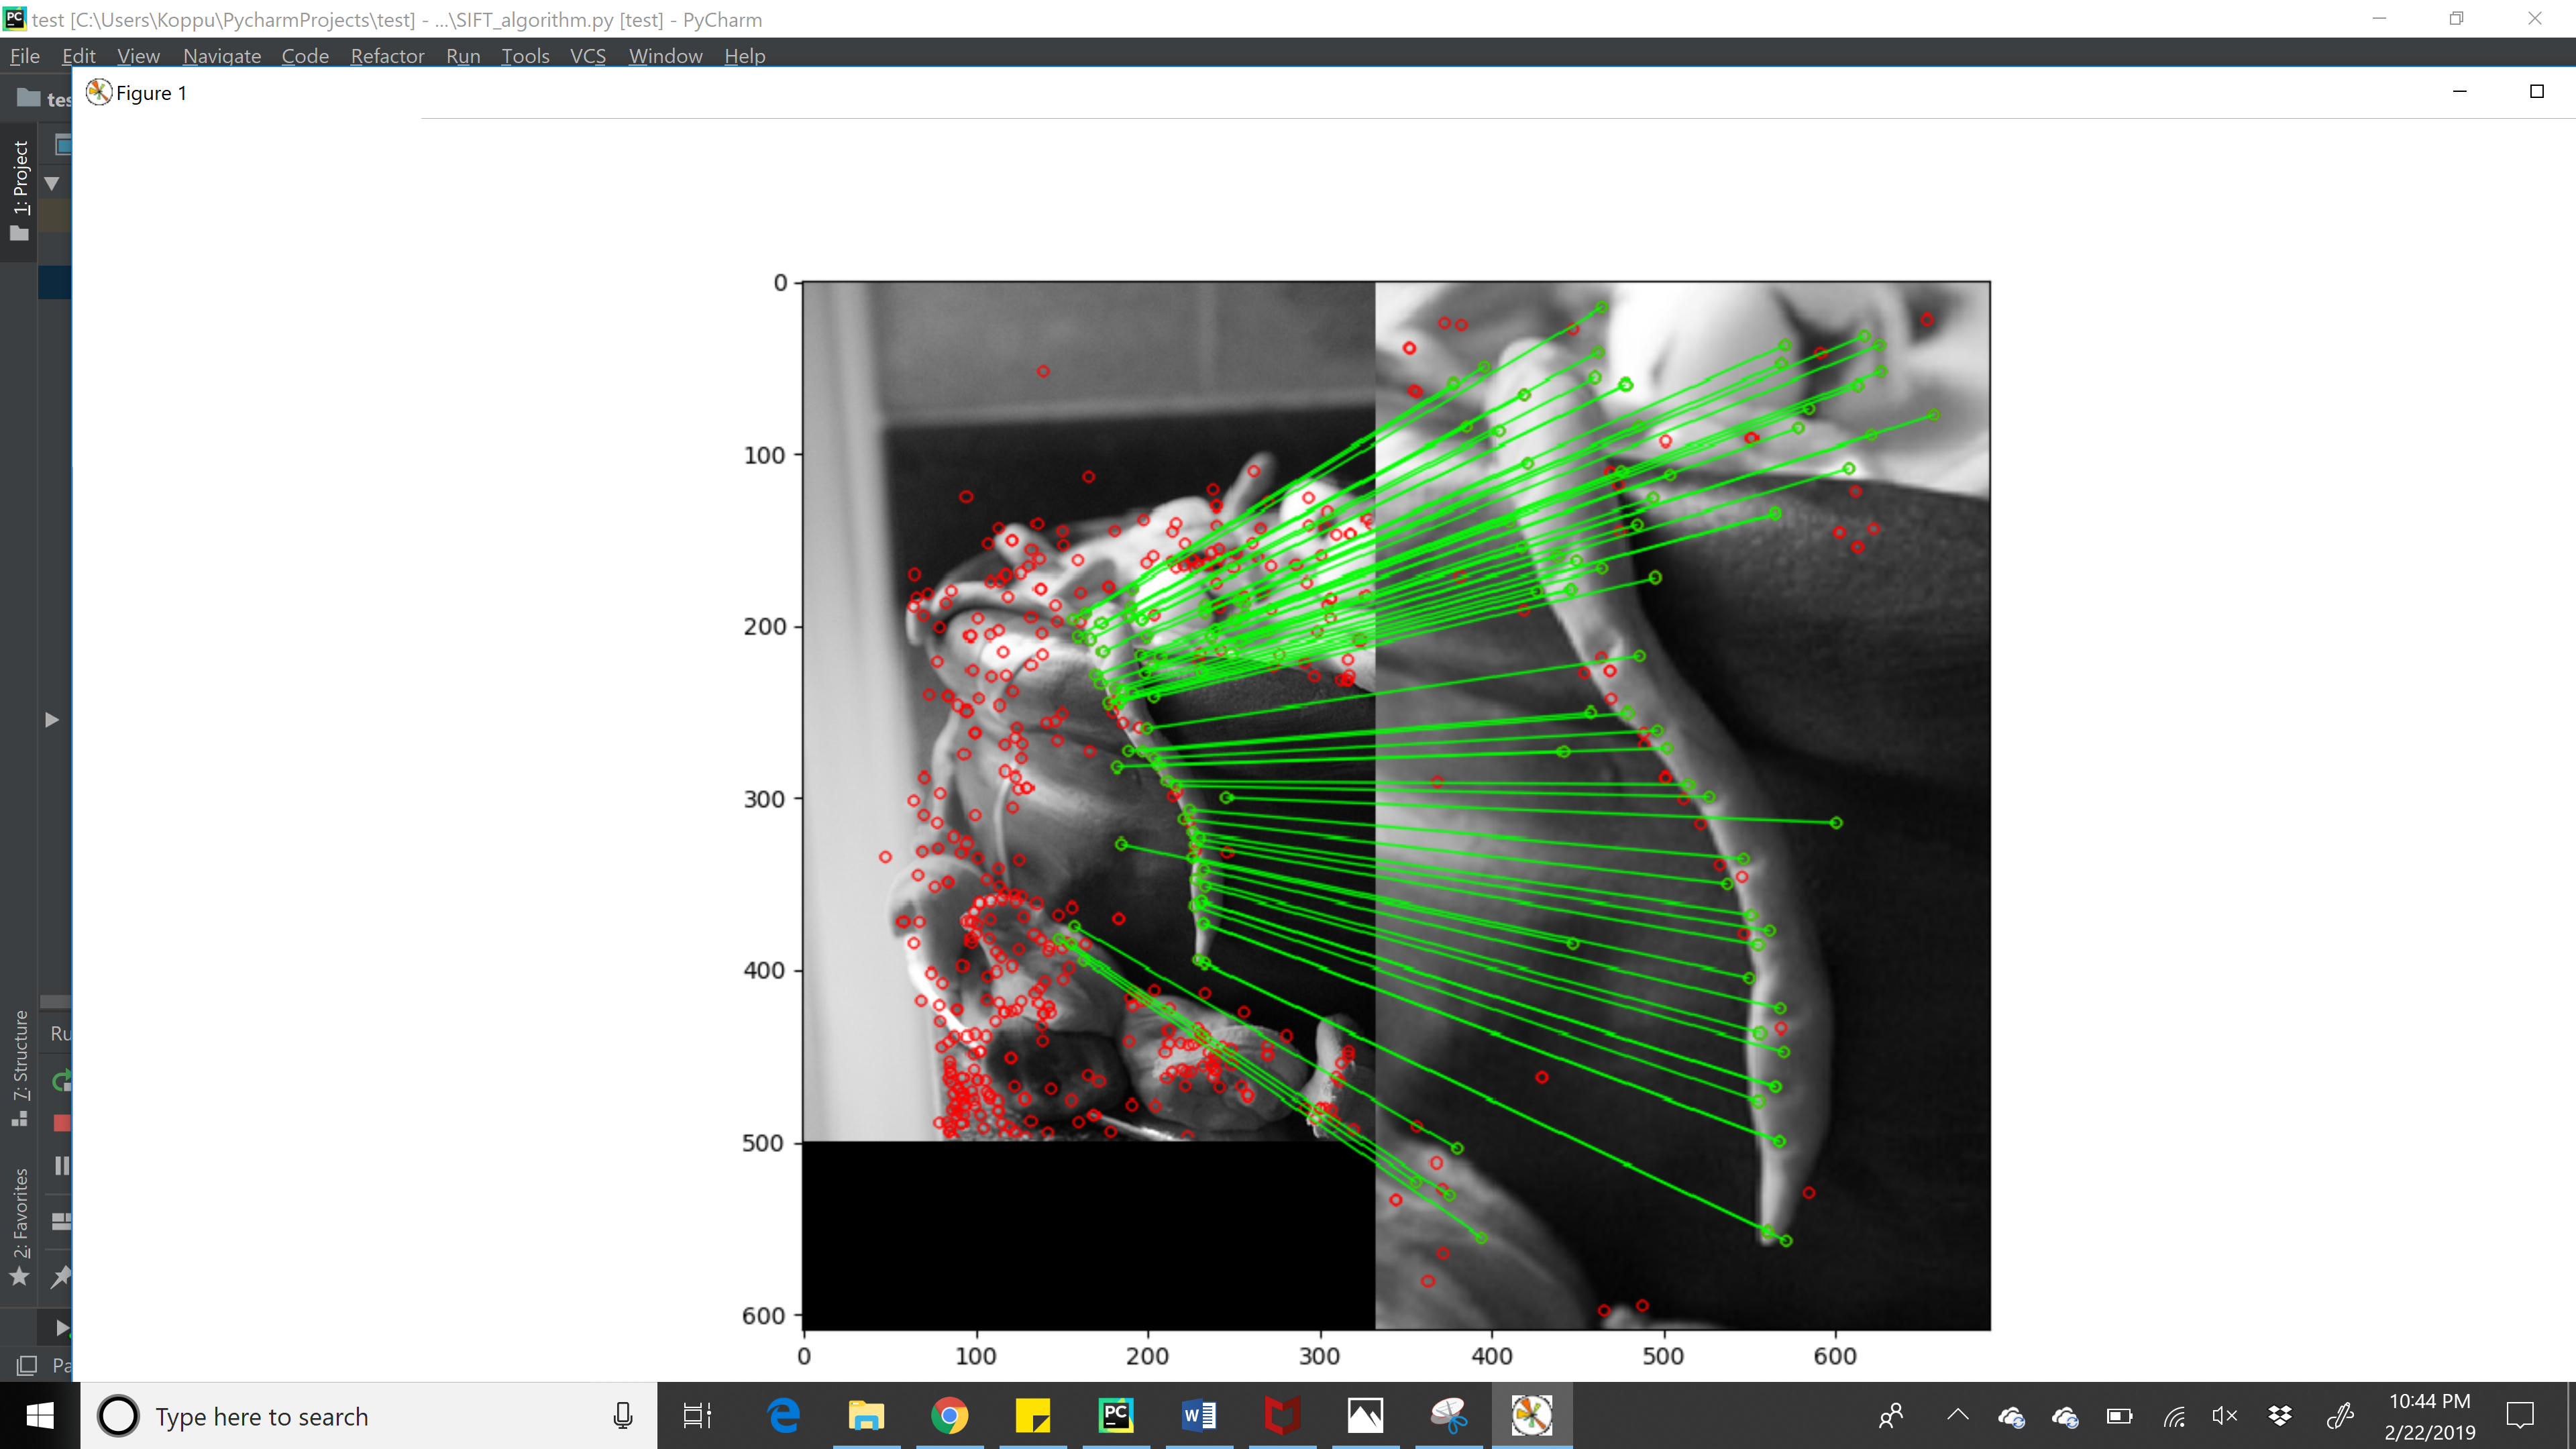 PC test [C:\Users\Koppu\PycharmProjects\test] - ...\SIFT_algorithm.py [test] - PyCharm
File Edit View Navigate Code Refactor Run Tools VCS Window Help
Figure 1
tes
1: Project
7: Structure
2: Favorites
Ru
Pa
0
100
200
300
400
500
600
0 100 200 300 400 500 600
Type here to search
PC
W
10:44 PM
2/22/2019